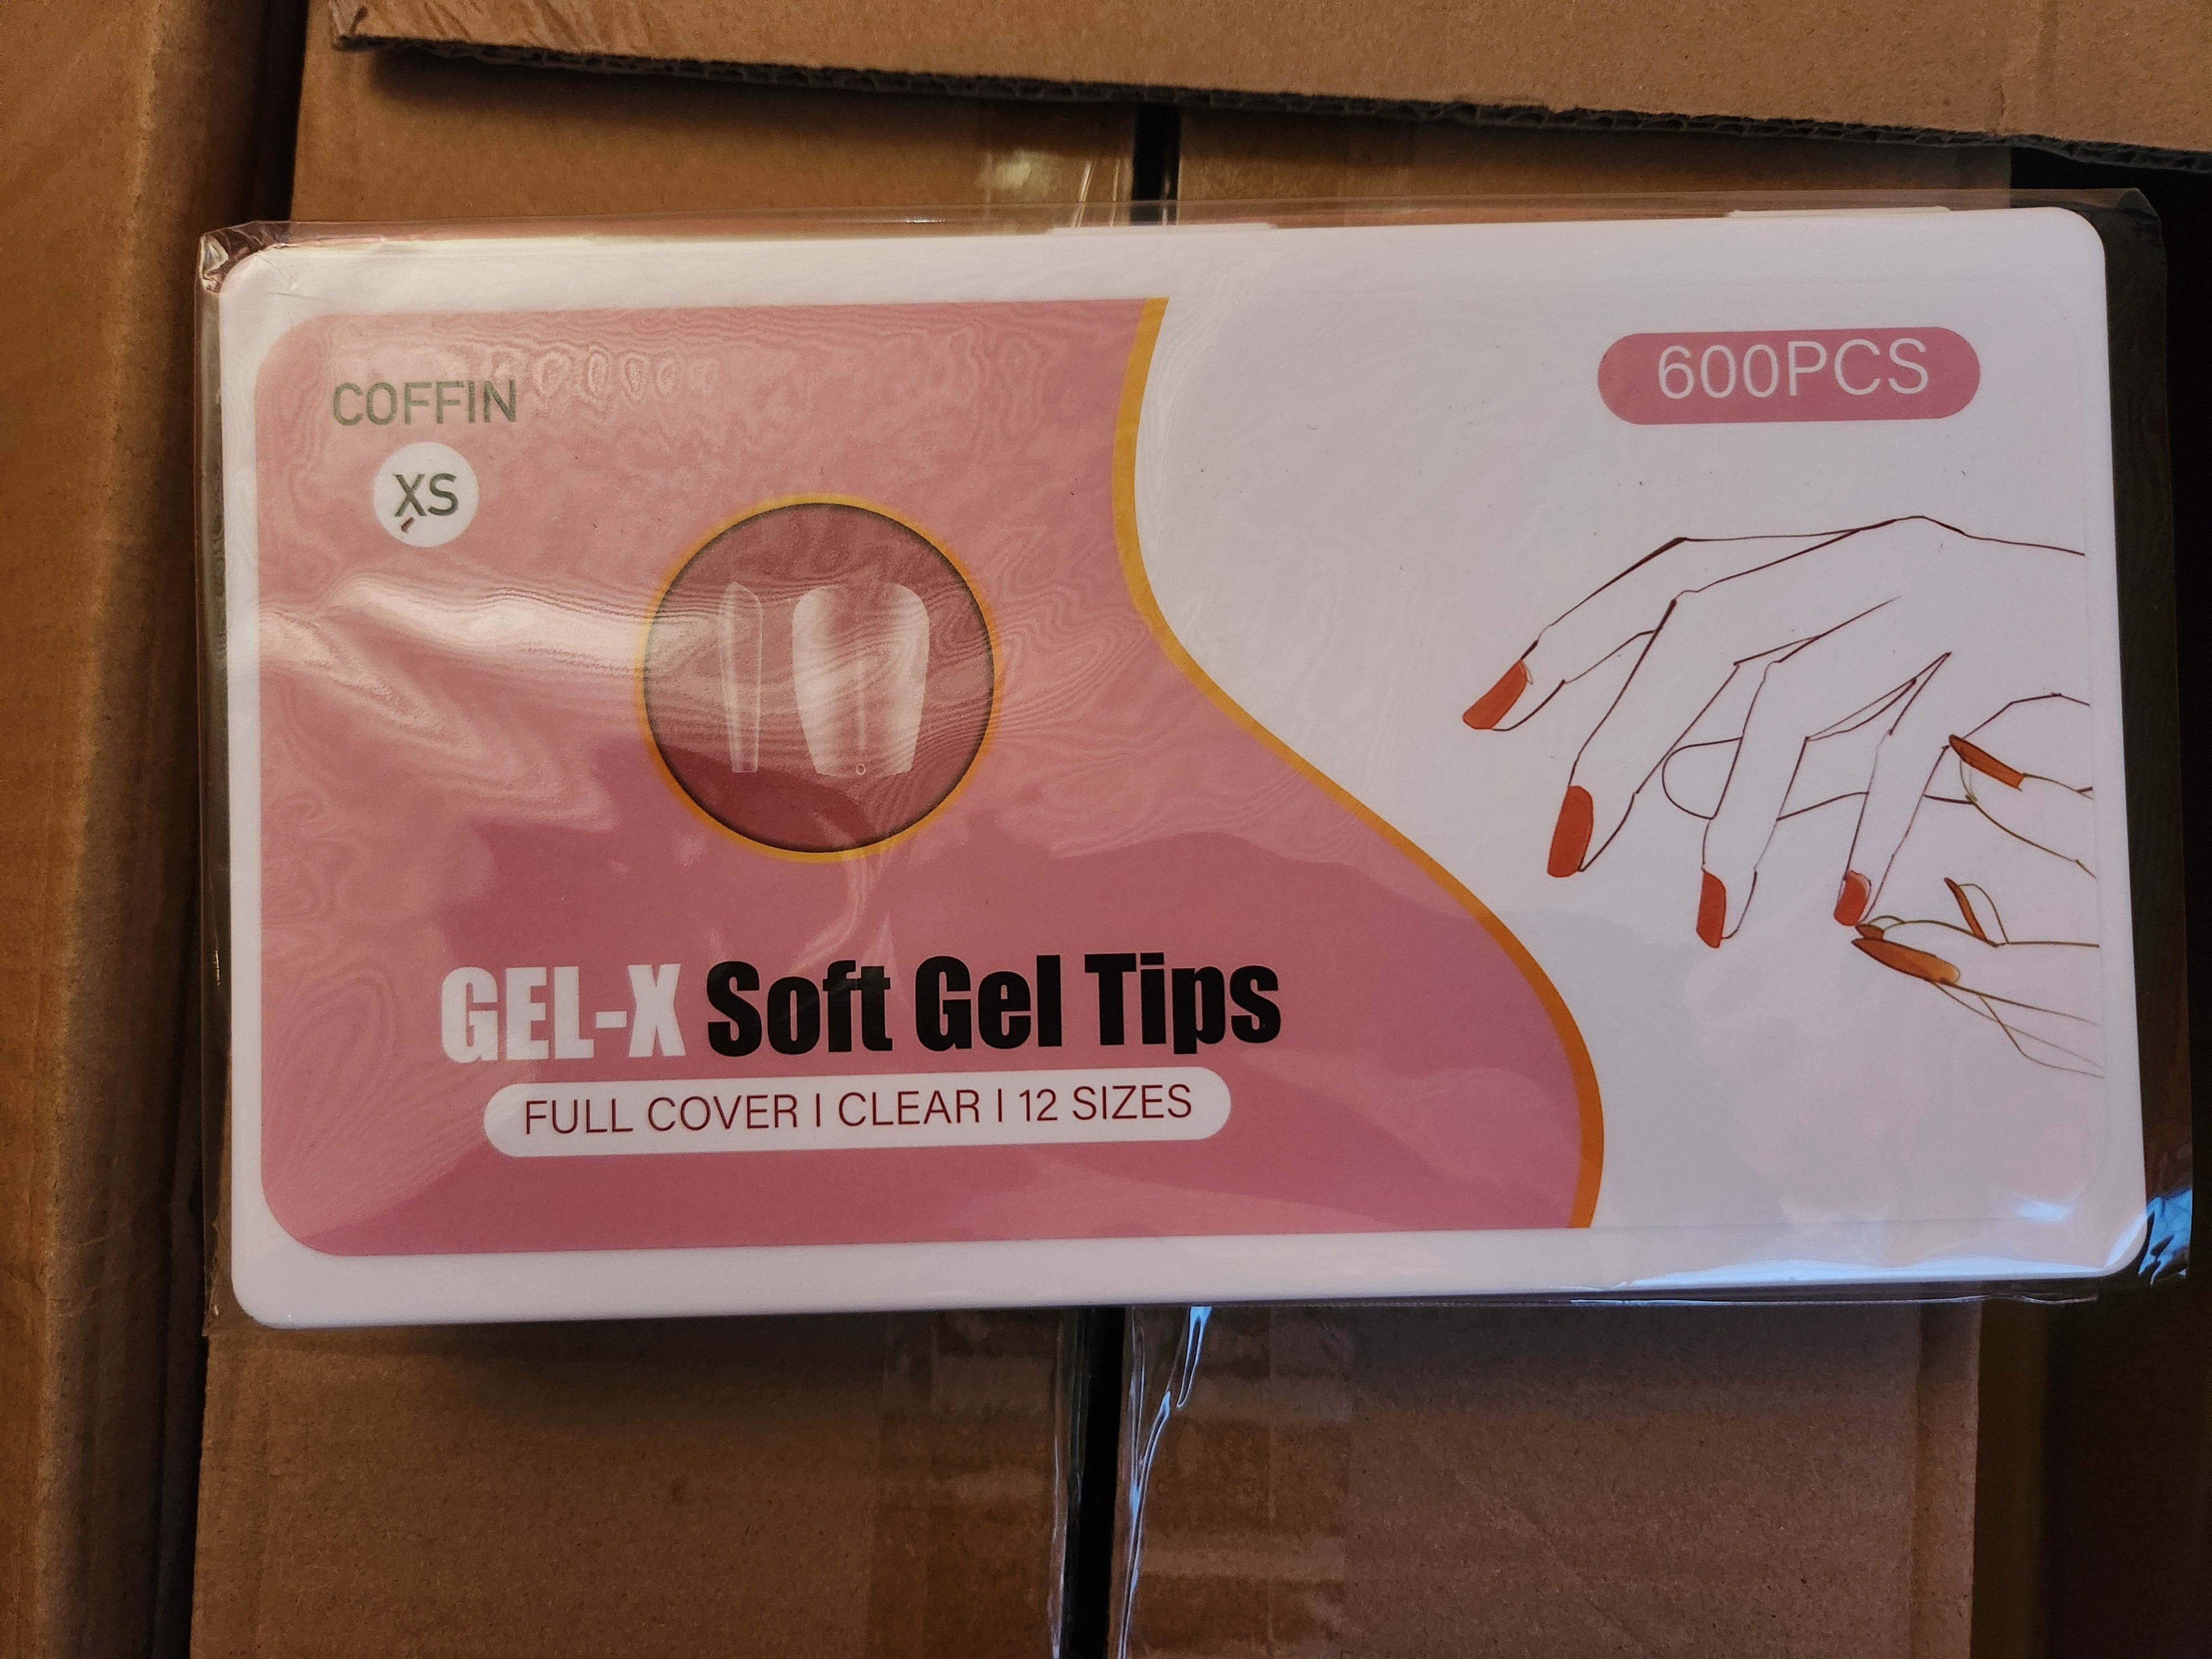 COFFIN
XS
600PCS
GEL-X Soft Gel Tips
FULL COVER | CLEAR | 12 SIZES